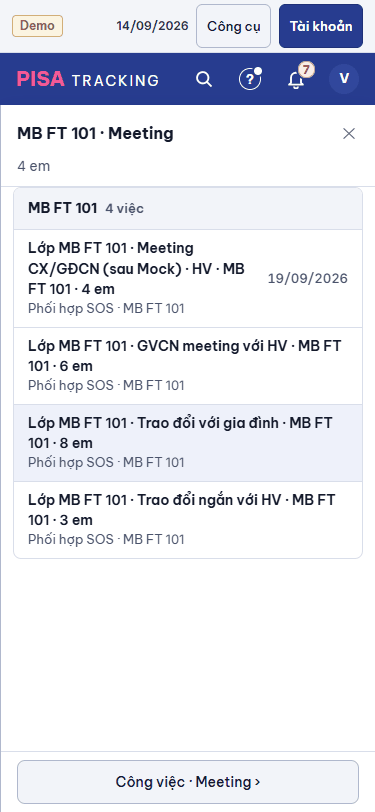 Demo
14/09/2026
Công cụ
Tài khoản
PISA TRACKING
?
7
V
MB FT 101 · Meeting
4 em
MB FT 101 4 việc
Lớp MB FT 101 · Meeting
CX/GĐCN (sau Mock) · HV · MB
FT 101 · 4 em
19/09/2026
Phối hợp SOS · MB FT 101
Lớp MB FT 101 · GVCN meeting với HV · MB FT
101 · 6 em
Phối hợp SOS · MB FT 101
Lớp MB FT 101 · Trao đổi với gia đình · MB FT
101 · 8 em
Phối hợp SOS · MB FT 101
Lớp MB FT 101 · Trao đổi ngắn với HV · MB FT
101 · 3 em
Phối hợp SOS · MB FT 101
Công việc · Meeting ›